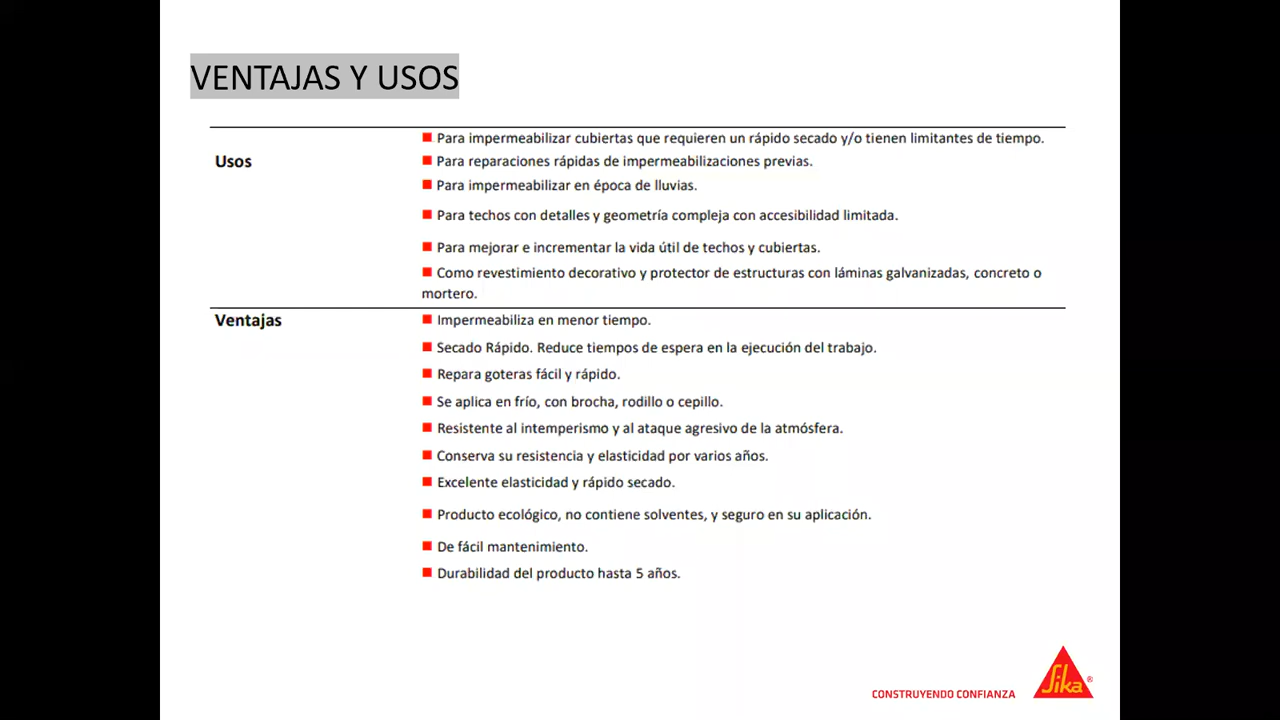 VENTAJAS Y USOS
Usos
Para impermeabilizar cubiertas que requieren un rápido secado y/o tienen limitantes de tiempo.
Para reparaciones rápidas de impermeabilizaciones previas.
Para impermeabilizar en época de lluvias.
Para techos con detalles y geometría compleja con accesibilidad limitada.
Para mejorar e incrementar la vida útil de techos y cubiertas.
Como revestimiento decorativo y protector de estructuras con láminas galvanizadas, concreto o
mortero.
Ventajas
Impermeabiliza en menor tiempo.
Secado Rápido. Reduce tiempos de espera en la ejecución del trabajo.
Repara goteras fácil y rápido.
Se aplica en frío, con brocha, rodillo o cepillo.
Resistente al intemperismo y al ataque agresivo de la atmósfera.
Conserva su resistencia y elasticidad por varios años.
Excelente elasticidad y rápido secado.
Producto ecológico, no contiene solventes, y seguro en su aplicación.
De fácil mantenimiento.
Durabilidad del producto hasta 5 años.
CONSTRUYENDO CONFIANZA
Sika®